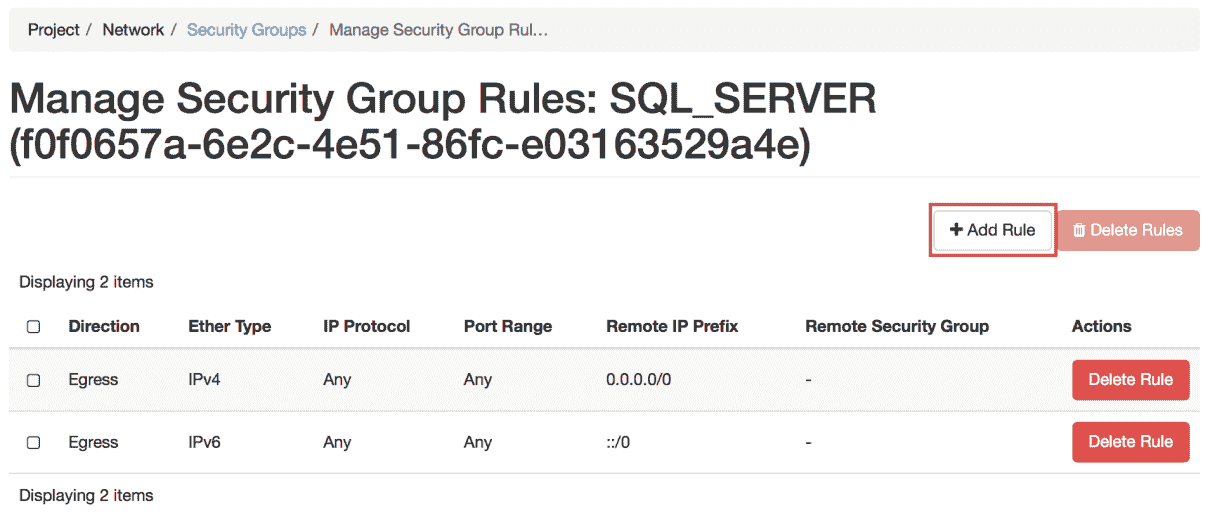 Project / Network / Security Groups / Manage Security Group Rul...
Manage Security Group Rules: SQL_SERVER
(f0f0657a-6e2c-4e51-86fc-e03163529a4e)
Add Rule Delete Rules
Displaying 2 items
Direction Ether Type IP Protocol Port Range Remote IP Prefix Remote Security Group Actions
Egress IPv4 Any Any 0.0.0.0/0 - Delete Rule
Egress IPv6 Any Any ::/0 - Delete Rule
Displaying 2 items